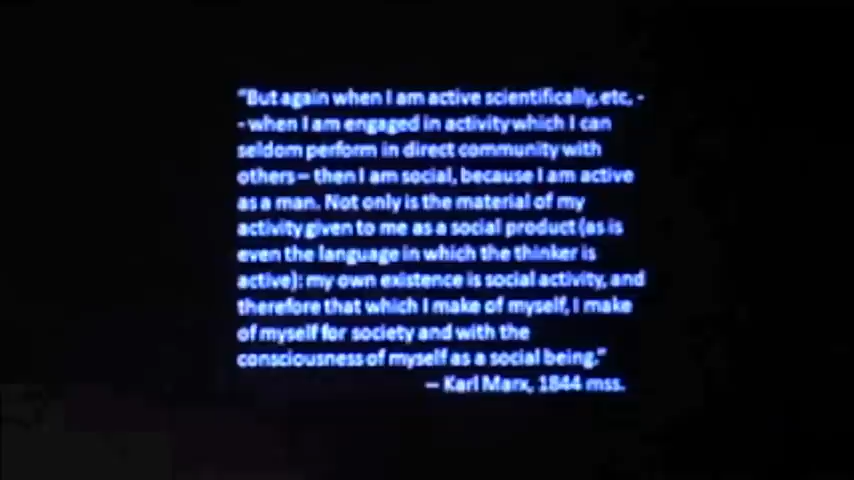 "But again when I am active scientifically, etc, -
- when I am engaged in activity which I can
seldom perform in direct community with
others – then I am social, because I am active
as a man. Not only is the material of my
activity given to me as a social product (as is
even the language in which the thinker is
active): my own existence is social activity, and
therefore that which I make of myself, I make
of myself for society and with the
consciousness of myself as a social being."
– Karl Marx, 1844 mss.